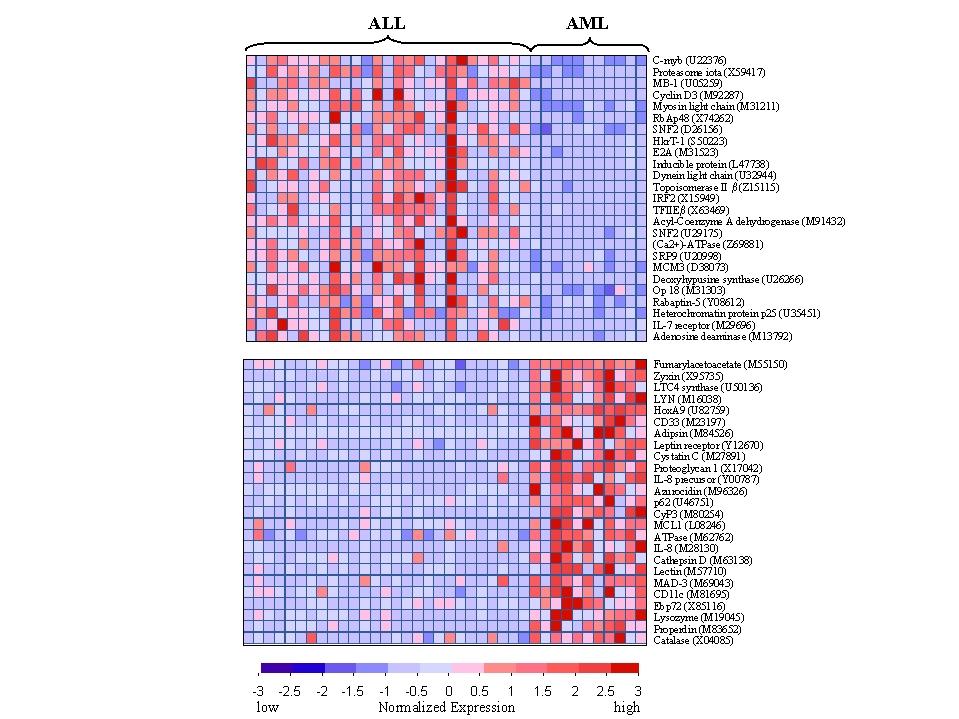 ALL
AML
C-myb (U22376)
Proteasome iota (X59417)
MB-1 (U05259)
Cyclin D3 (M92287)
Myosin light chain (M31211)
RbAp48 (X74262)
SNF2 (D26156)
HkrT-1 (S50223)
E2A (M31523)
Inducible protein (L47738)
Dynein light chain (U32944)
Topoisomerase II β (Z15115)
IRF2 (X15949)
TFIIEβ (X63469)
Acyl-Coenzyme A dehydrogenase (M91432)
SNF2 (U29175)
(Ca2+)-ATPase (Z69881)
SRP9 (U20998)
MCM3 (D38073)
Deoxyhypusine synthase (U26266)
Op 18 (M31303)
Rabaptin-5 (Y08612)
Heterochromatin protein p25 (U35451)
IL-7 receptor (M29696)
Adenosine deaminase (M13792)
Fumarylacetoacetate (M55150)
Zyxin (X95735)
LTC4 synthase (U50136)
LYN (M16038)
HoxA9 (U82759)
CD33 (M23197)
Adipsin (M84526)
Leptin receptor (Y12670)
Cystatin C (M27891)
Proteoglycan 1 (X17042)
IL-8 precursor (Y00787)
Azurocidin (M96326)
p62 (U46751)
CyP3 (M80254)
MCL1 (L08246)
ATPase (M62762)
IL-8 (M28130)
Cathepsin D (M63138)
Lectin (M57710)
MAD-3 (M69043)
CD11c (M81695)
Ebp72 (X85116)
Lysozyme (M19045)
Properdin (M83652)
Catalase (X04085)
-3 -2.5 -2 -1.5 -1 -0.5 0 0.5 1 1.5 2 2.5 3
low Normalized Expression high